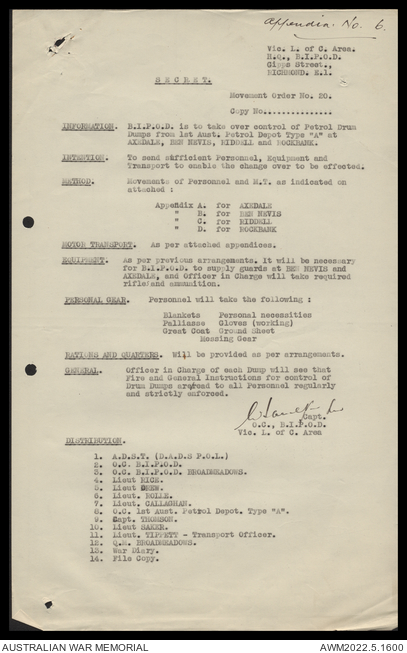 Appendix No. 6.
Vic. L. of C. Area.
H.Q., B.I.P.O.D.
Gipps Street.,
RICHMOND. E.1.
S E C R E T.
Movement Order No. 20.
Copy No...............
INFORMATION. B.I.P.O.D. is to take over control of Petrol Drum
Dumps from 1st Aust. Petrol Depot Type "A" at
AXEDALE, BEN NEVIS, RIDDELL and ROCKBANK.
INTENTION. To send sufficient Personnel, Equipment and
Transport to enable the change over to be effected.
METHOD. Movements of Personnel and M.T. as indicated on
attached :
Appendix A. for AXEDALE
" B. for BEN NEVIS
" C. for RIDDELL
" D. for ROCKBANK
MOTOR TRANSPORT. As per attached appendices.
EQUIPMENT. As per previous arrangements. It will be necessary
for B.I.P.O.D. to supply guards at BEN NEVIS and
AXEDALE, and Officer in Charge will take required
rifle and ammunition.
PERSONAL GEAR. Personnel will take the following :
Blankets Personal necessities
Palliasse Gloves (working)
Great Coat Ground Sheet
Messing Gear
RATIONS AND QUARTERS. Will be provided as per arrangements.
GENERAL. Officer in Charge of each Dump will see that
Fire and General Instructions for control of
Drum Dumps are read to all Personnel regularly
and strictly enforced.
Capt.
O.C., B.I.P.O.D.
Vic. L. of C. Area
DISTRIBUTION.
1. A.D.S.T. (D.A.D.S P.O.L.)
2. O.C. B.I.P.O.D.
3. O.C. B.I.P.O.D. BROADMEADOWS.
4. Lieut RICH.
5. Lieut DREW.
6. Lieut. ROLLE.
7. Lieut. CALLAGHAN.
8. O.C. 1st Aust. Petrol Depot. Type "A".
9. Capt. THOMSON.
10. Lieut BAKER.
11. Lieut. TIPPETT - Transport Officer.
12. Q.M. BROADMEADOWS.
13. War Diary.
14. File Copy.
AUSTRALIAN WAR MEMORIAL
AWM2022.5.1600